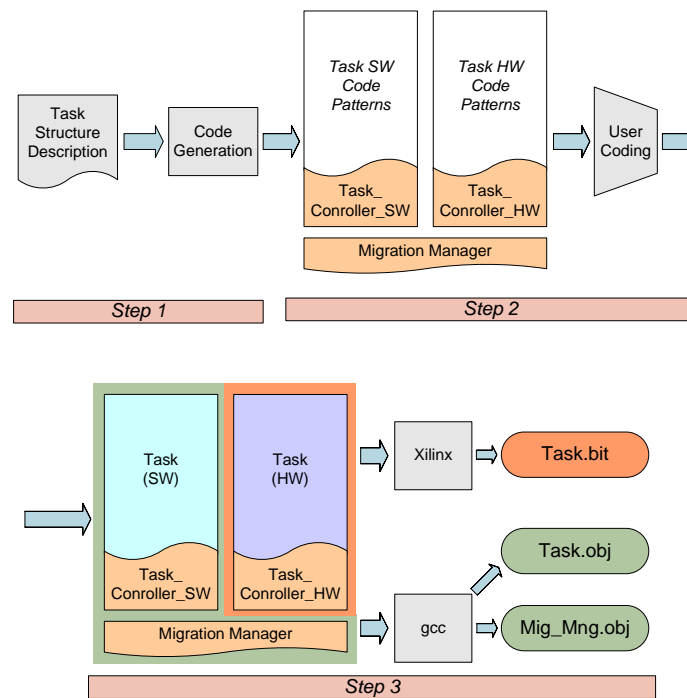 Task
Structure
Description
Code
Generation
Task SW
Code
Patterns
Task_
Conroller_SW
Task HW
Code
Patterns
Task_
Conroller_HW
Migration Manager
User
Coding
Step 1
Step 2
Task
(SW)
Task_
Conroller_SW
Task
(HW)
Task_
Conroller_HW
Migration Manager
Xilinx
Task.bit
gcc
Task.obj
Mig_Mng.obj
Step 3